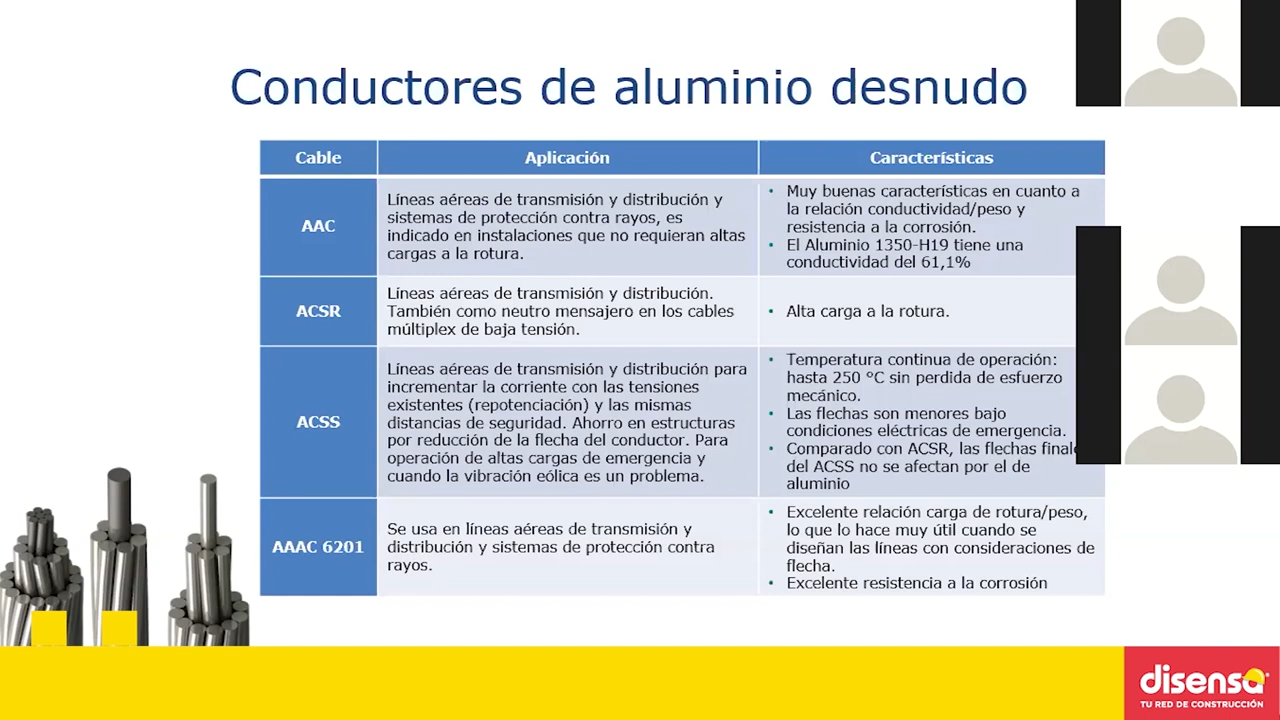 Conductores de aluminio desnudo
Cable
Aplicación
Características
AAC
Líneas aéreas de transmisión y distribución y
sistemas de protección contra rayos, es
indicado en instalaciones que no requieran altas
cargas a la rotura.
• Muy buenas características en cuanto a
la relación conductividad/peso y
resistencia a la corrosión.
• El Aluminio 1350-H19 tiene una
conductividad del 61,1%
ACSR
Líneas aéreas de transmisión y distribución.
También como neutro mensajero en los cables
múltiplex de baja tensión.
• Alta carga a la rotura.
ACSS
Líneas aéreas de transmisión y distribución para
incrementar la corriente con las tensiones
existentes (repotenciación) y las mismas
distancias de seguridad. Ahorro en estructuras
por reducción de la flecha del conductor. Para
operación de altas cargas de emergencia y
cuando la vibración eólica es un problema.
• Temperatura continua de operación:
hasta 250 °C sin perdida de esfuerzo
mecánico.
• Las flechas son menores bajo
condiciones eléctricas de emergencia.
• Comparado con ACSR, las flechas
del ACSS no se afectan por el de
aluminio
AAAC 6201
Se usa en líneas aéreas de transmisión y
distribución y sistemas de protección contra
rayos.
• Excelente relación carga de rotura/peso,
lo que lo hace muy útil cuando se
diseñan las líneas con consideraciones de
flecha.
• Excelente resistencia a la corrosión
disensa
TU RED DE CONSTRUCCIÓN